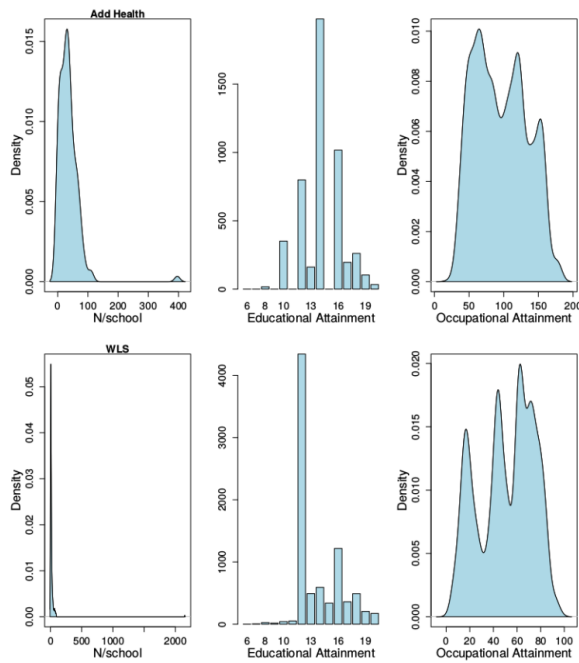 Add Health
Density
0.000
0.005
0.010
0.015
0 100 200 300 400
N/school
0
500
1500
6 8 10 13 16 19
Educational Attainment
Density
0.000
0.002
0.004
0.006
0.008
0.010
0 50 100 150 200
Occupational Attainment
WLS
Density
0.00
0.01
0.02
0.03
0.04
0.05
0 500 1000 2000
N/school
0
1000
2000
3000
4000
6 8 10 13 16 19
Educational Attainment
Density
0.000
0.005
0.010
0.015
0.020
0 20 40 60 80 100
Occupational Attainment